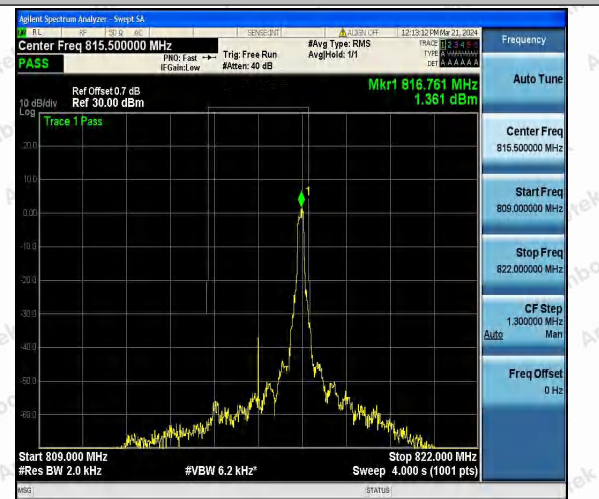 Agilent Spectrum Analyzer - Swept SA
RL RF 50 Ω AC SENSE:INT ALIGN OFF 12:13:12 PM Mar 21, 2024
Center Freq 815.500000 MHz #Avg Type: RMS TRACE 1 2 3 4 5 6
PASS PNO: Fast Trig: Free Run Avg|Hold: 1/1 TYPE
IFGain:Low #Atten: 40 dB DET A A A A A A
Mkr1 816.761 MHz
Ref Offset 0.7 dB
10 dB/div Ref 30.00 dBm 1.361 dBm
Log
Trace 1 Pass
20.0
10.0
0.00
-10.0
-20.0
-30.0
-40.0
-50.0
-60.0
1
Start 809.000 MHz Stop 822.000 MHz
#Res BW 2.0 kHz #VBW 6.2 kHz* Sweep 4.000 s (1001 pts)
MSG STATUS
Frequency
Auto Tune
Center Freq
815.500000 MHz
Start Freq
809.000000 MHz
Stop Freq
822.000000 MHz
CF Step
1.300000 MHz
Auto Man
Freq Offset
0 Hz